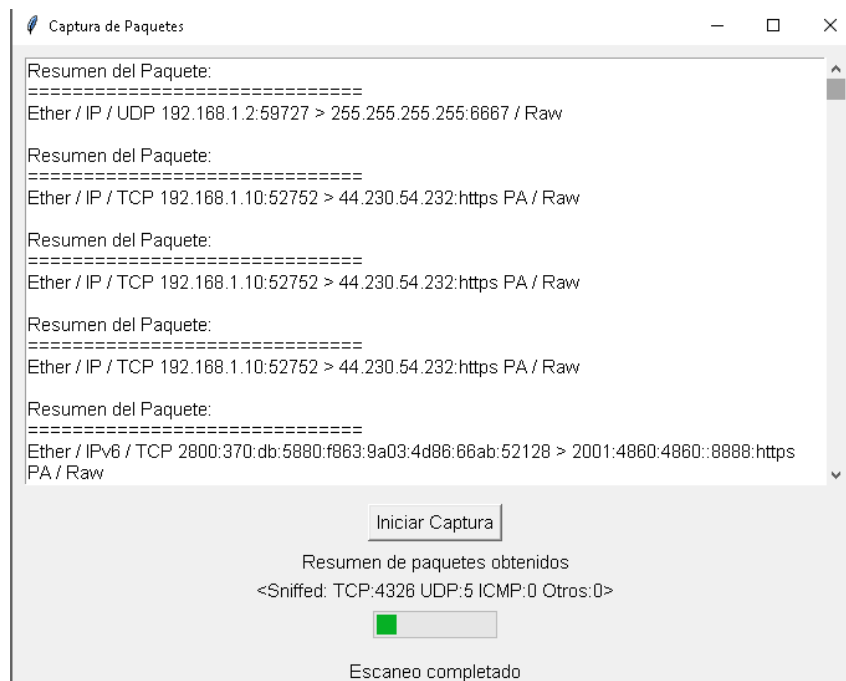 Captura de Paquetes
Resumen del Paquete:
==============================
Ether / IP / UDP 192.168.1.2:59727 > 255.255.255.255:6667 / Raw
Resumen del Paquete:
==============================
Ether / IP / TCP 192.168.1.10:52752 > 44.230.54.232:https PA / Raw
Resumen del Paquete:
==============================
Ether / IP / TCP 192.168.1.10:52752 > 44.230.54.232:https PA / Raw
Resumen del Paquete:
==============================
Ether / IP / TCP 192.168.1.10:52752 > 44.230.54.232:https PA / Raw
Resumen del Paquete:
==============================
Ether / IPv6 / TCP 2800:370:db:5880:f863:9a03:4d86:66ab:52128 > 2001:4860:4860::8888:https
PA / Raw
Iniciar Captura
Resumen de paquetes obtenidos
<Sniffed: TCP:4326 UDP:5 ICMP:0 Otros:0>
Escaneo completado